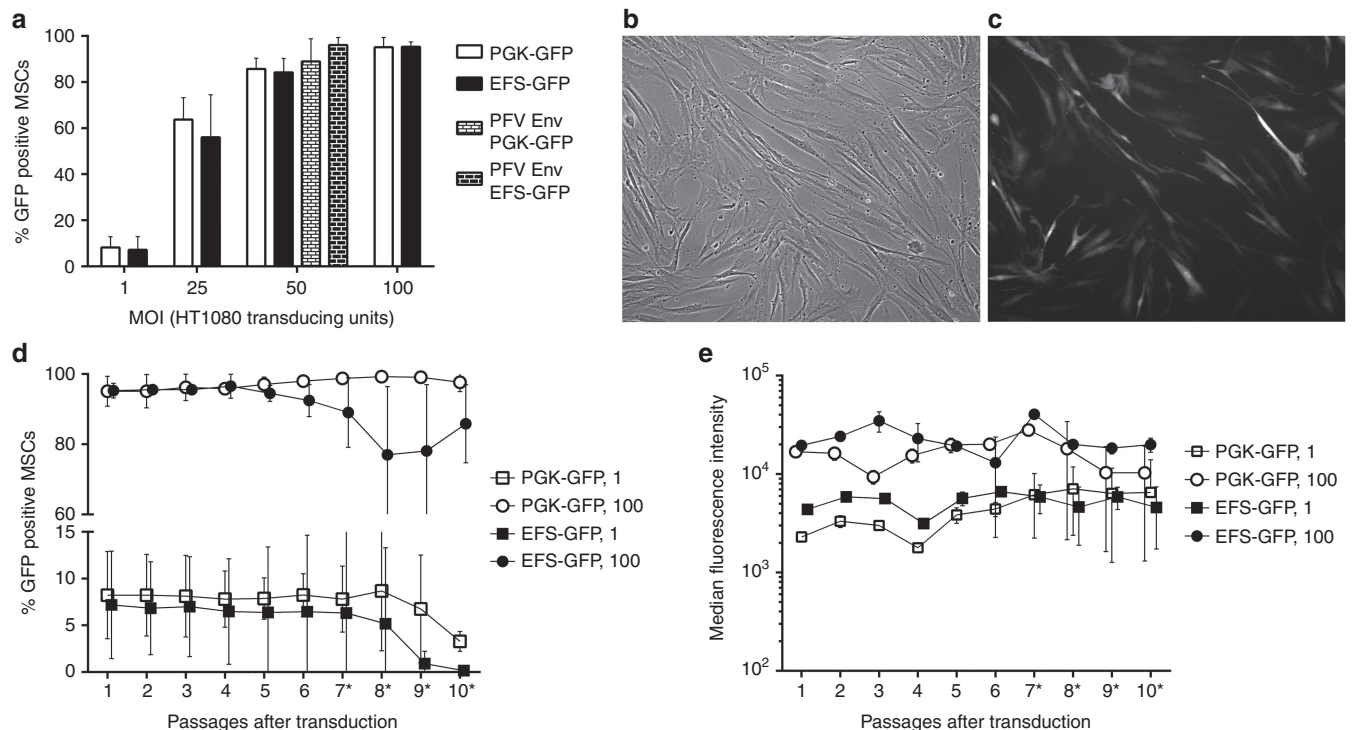 a
100
80
60
40
20
0
% GFP positive MSCs
1
25
50
100
MOI (HT1080 transducing units)
PGK-GFP
EFS-GFP
PFV Env
PGK-GFP
PFV Env
EFS-GFP
b
c
d
100
80
60
15
10
5
0
% GFP positive MSCs
1
2
3
4
5
6
7*
8*
9*
10*
Passages after transduction
PGK-GFP, 1
PGK-GFP, 100
EFS-GFP, 1
EFS-GFP, 100
e
10⁵
10⁴
10³
10²
Median fluorescence intensity
1
2
3
4
5
6
7*
8*
9*
10*
Passages after transduction
PGK-GFP, 1
PGK-GFP, 100
EFS-GFP, 1
EFS-GFP, 100